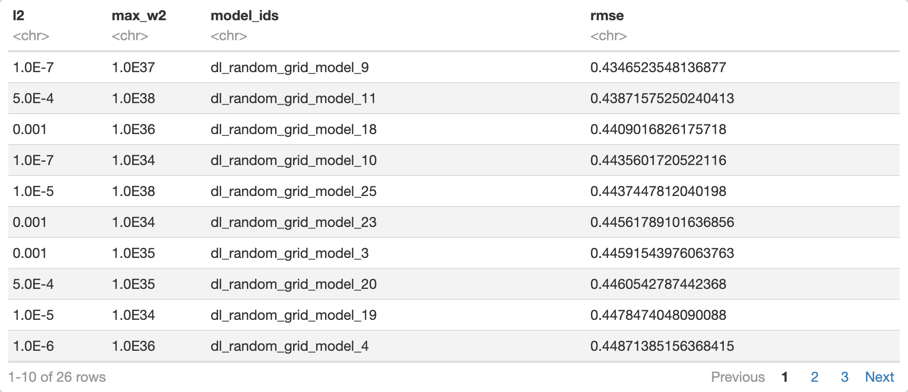 l2 max_w2 model_ids rmse
<chr> <chr> <chr> <chr>
1.0E-7 1.0E37 dl_random_grid_model_9 0.4346523548136877
5.0E-4 1.0E38 dl_random_grid_model_11 0.43871575250240413
0.001 1.0E36 dl_random_grid_model_18 0.4409016826175718
1.0E-7 1.0E34 dl_random_grid_model_10 0.4435601720522116
1.0E-5 1.0E38 dl_random_grid_model_25 0.4437447812040198
0.001 1.0E34 dl_random_grid_model_23 0.44561789101636856
0.001 1.0E35 dl_random_grid_model_3 0.44591543976063763
5.0E-4 1.0E35 dl_random_grid_model_20 0.4460542787442368
1.0E-5 1.0E34 dl_random_grid_model_19 0.4478474048090088
1.0E-6 1.0E36 dl_random_grid_model_4 0.44871385156368415
1-10 of 26 rows Previous 1 2 3 Next